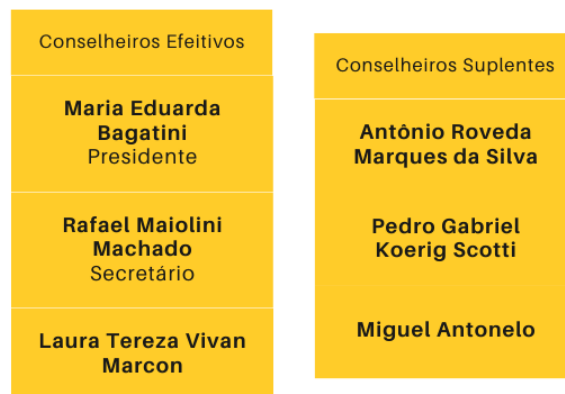 Conselheiros Efetivos
Maria Eduarda
Bagatini
Presidente
Rafael Maiolini
Machado
Secretário
Laura Tereza Vivan
Marcon
Conselheiros Suplentes
Antônio Roveda
Marques da Silva
Pedro Gabriel
Koerig Scotti
Miguel Antonelo